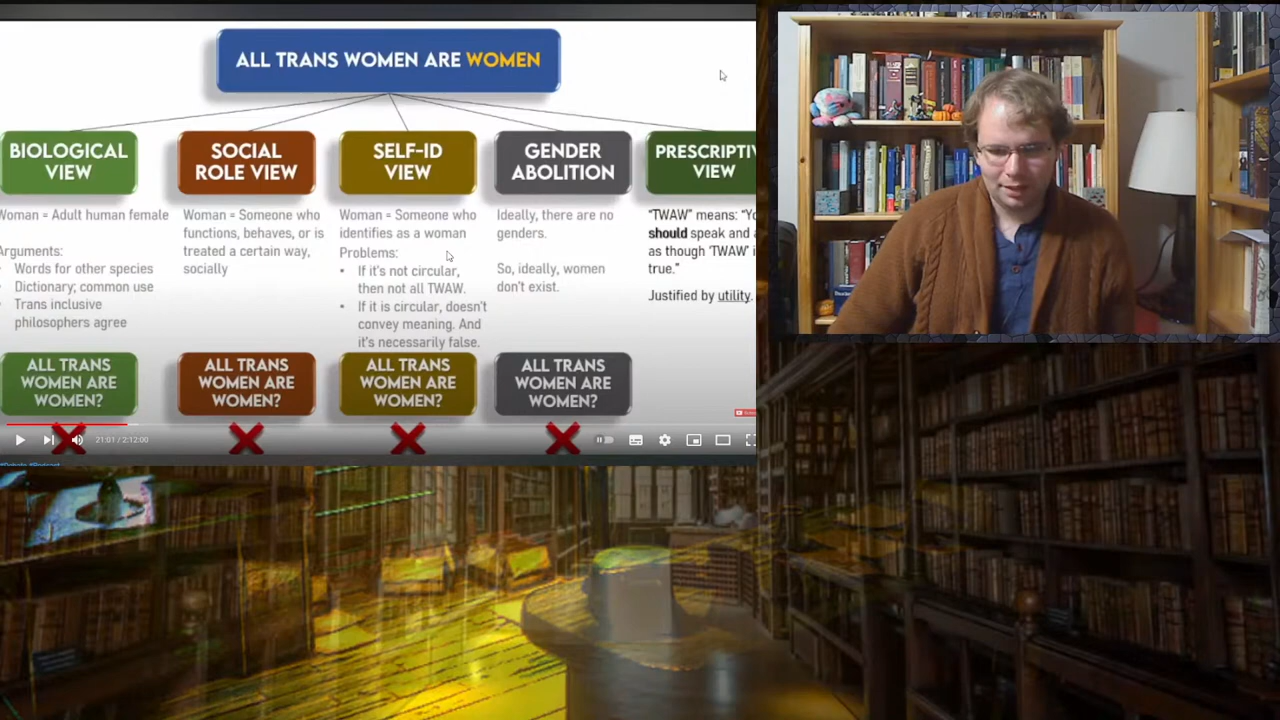 ALL TRANS WOMEN ARE WOMEN
BIOLOGICAL
VIEW
Woman = Adult human female
Arguments:
Words for other species
Dictionary; common use
Trans inclusive
philosophers agree
ALL TRANS
WOMEN ARE
WOMEN?
SOCIAL
ROLE VIEW
Woman = Someone who
functions, behaves, or is
treated a certain way,
socially
ALL TRANS
WOMEN ARE
WOMEN?
SELF-ID
VIEW
Woman = Someone who
identifies as a woman
Problems:
• If it's not circular,
then not all TWAW.
• If it is circular, doesn't
convey meaning. And
it's necessarily false.
ALL TRANS
WOMEN ARE
WOMEN?
GENDER
ABOLITION
Ideally, there are no
genders.
So, ideally, women
don't exist.
ALL TRANS
WOMEN ARE
WOMEN?
PRESCRIPTIV
VIEW
"TWAW" means: "Yo
should speak and a
as though 'TWAW' i
true."
Justified by utility.
21:01 / 2:12:00